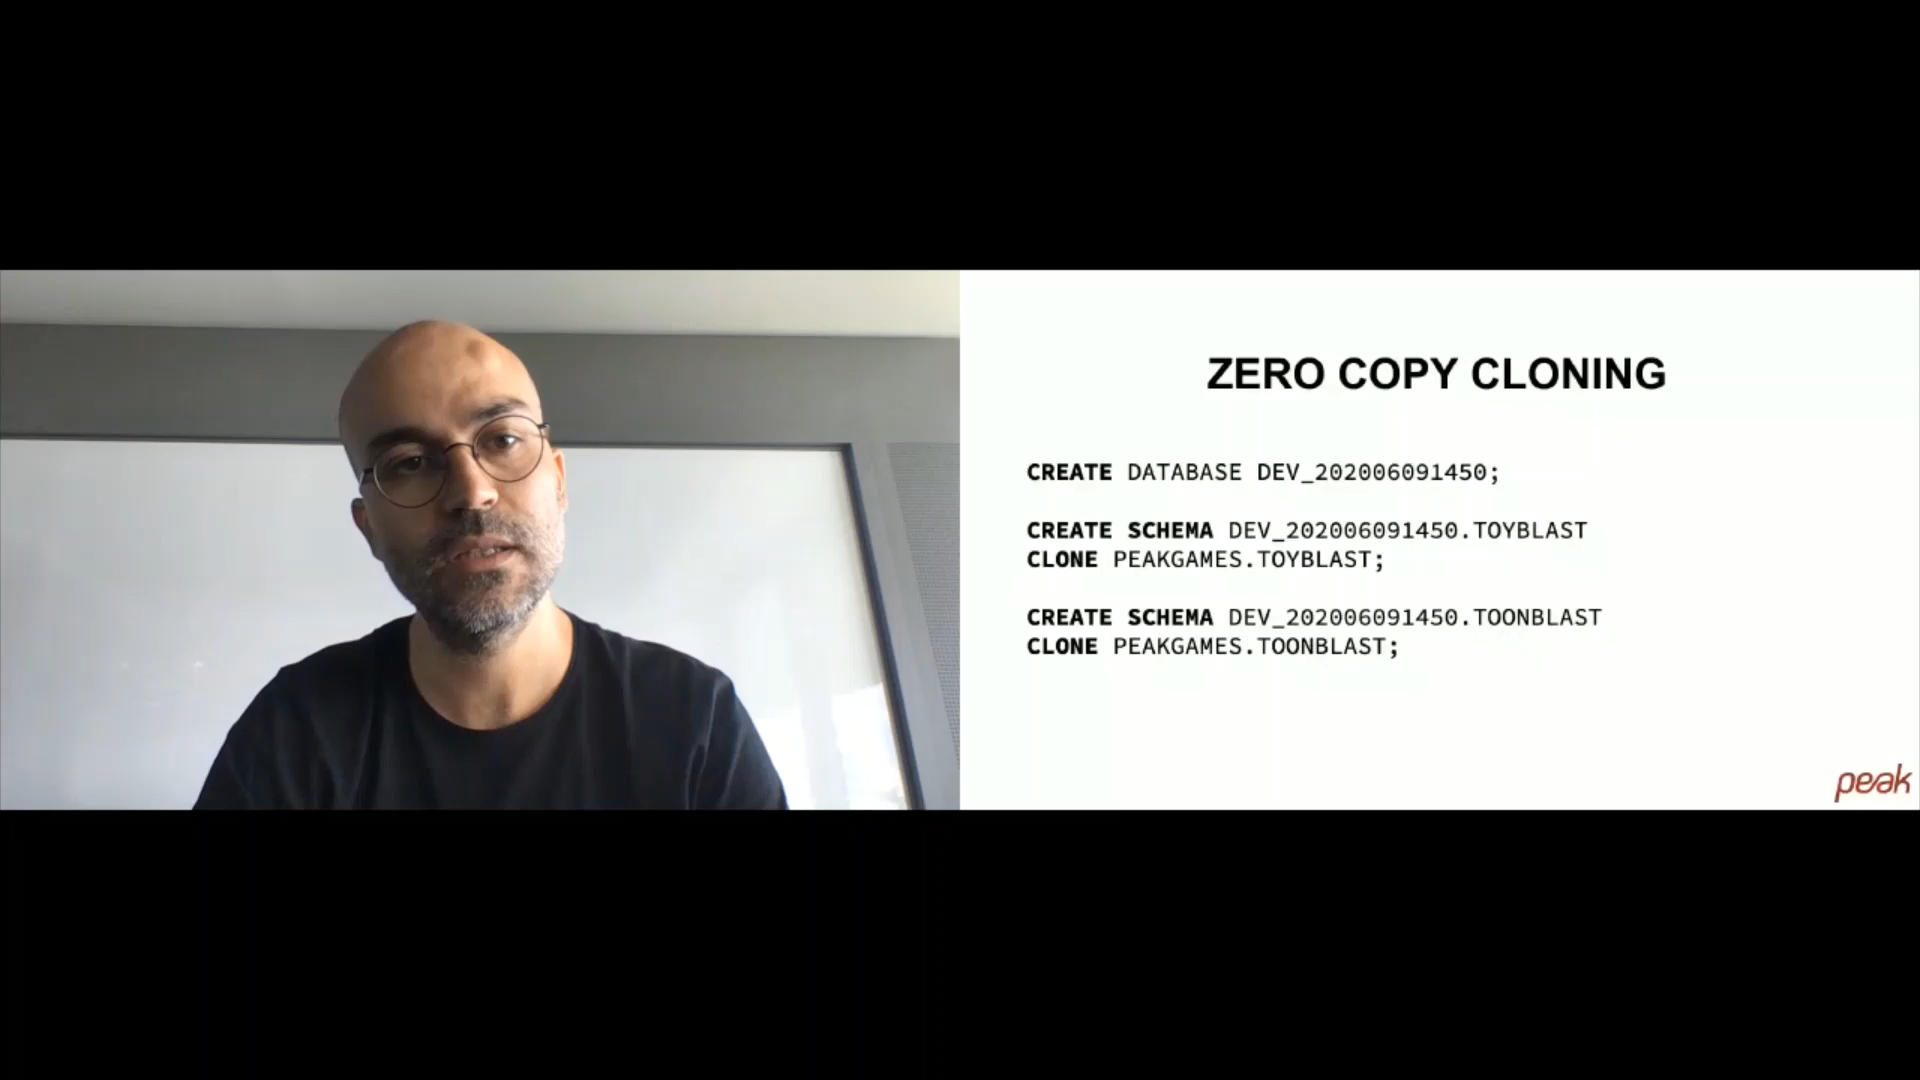 ZERO COPY CLONING
CREATE DATABASE DEV_202006091450;
CREATE SCHEMA DEV_202006091450.TOYBLAST
CLONE PEAKGAMES.TOYBLAST;
CREATE SCHEMA DEV_202006091450.TOONBLAST
CLONE PEAKGAMES.TOONBLAST;
peak